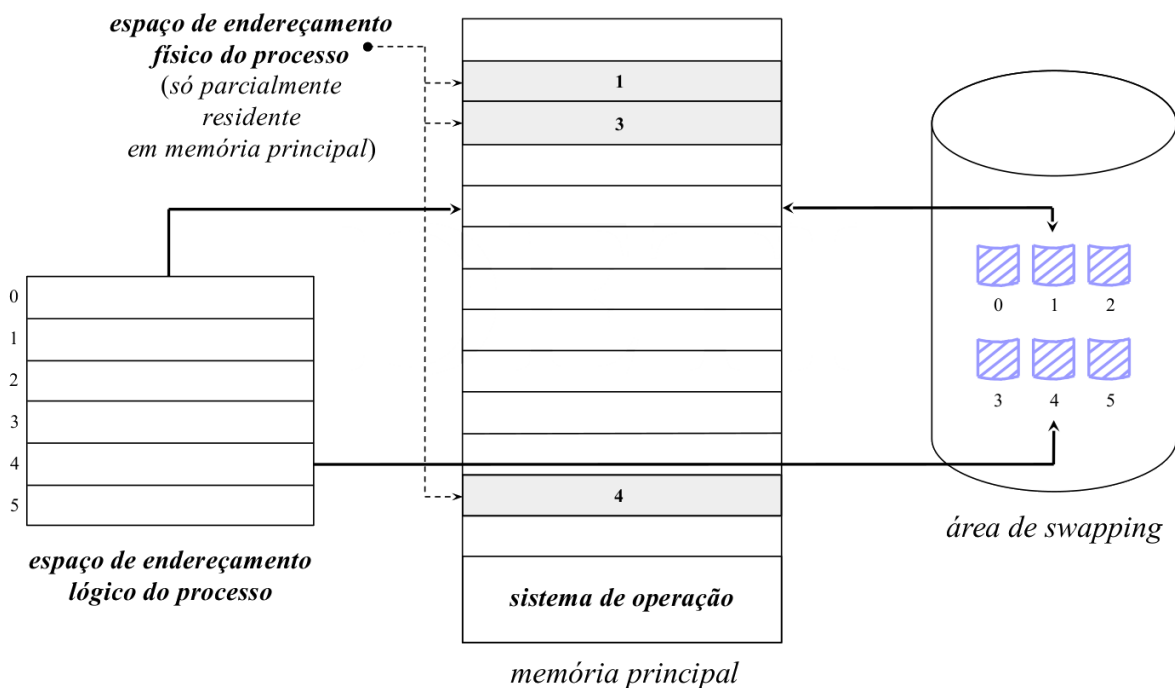 espaço de endereçamento
físico do processo
(só parcialmente
residente
em memória principal)
1
3
0
1
2
3
4
5
0
1
2
3
4
5
4
espaço de endereçamento
lógico do processo
sistema de operação
memória principal
área de swapping